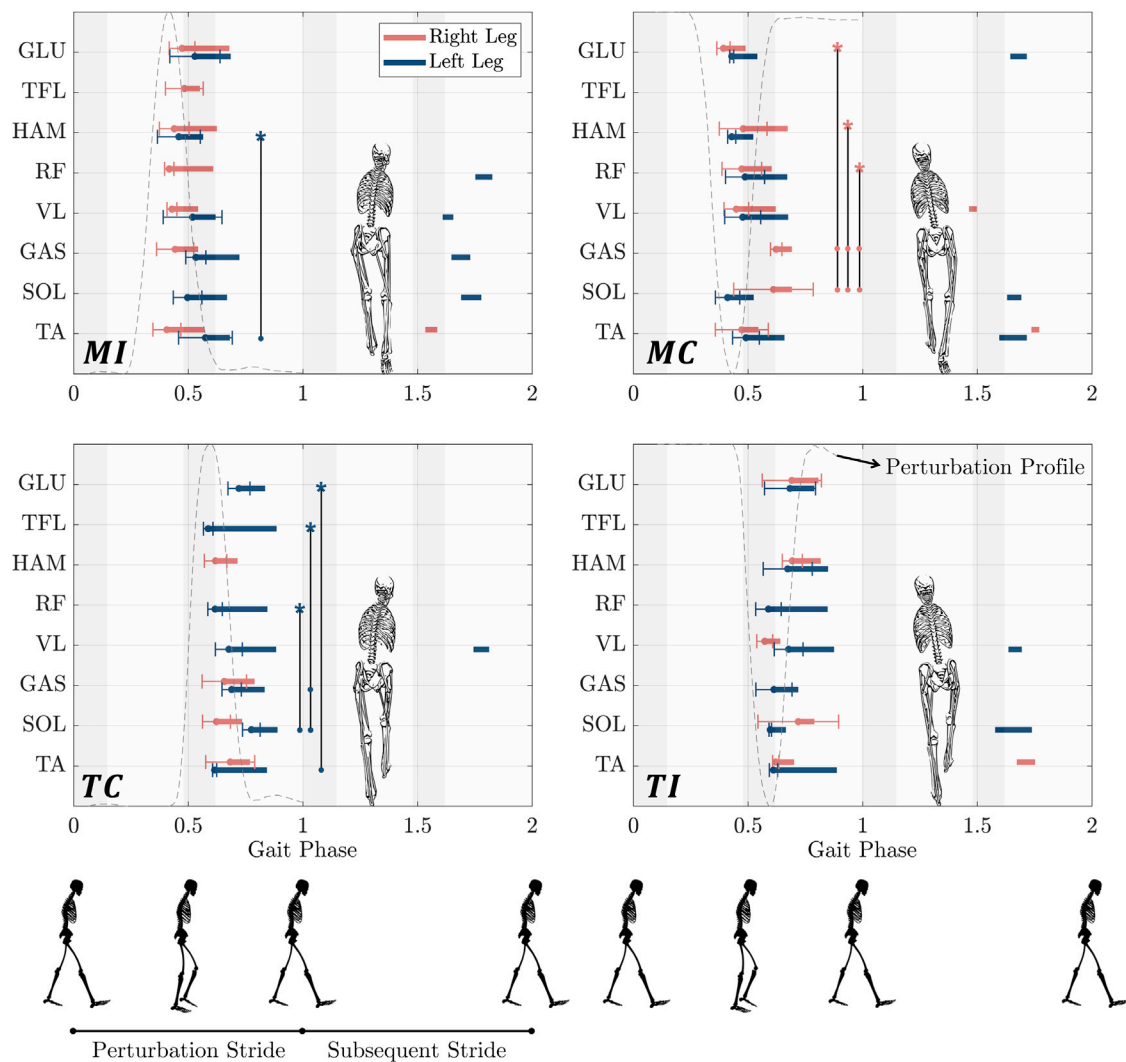 Right Leg
Left Leg
GLU
TFL
HAM
RF
VL
GAS
SOL
TA
MI
0 0.5 1 1.5 2
GLU
TFL
HAM
RF
VL
GAS
SOL
TA
MC
0 0.5 1 1.5 2
GLU
TFL
HAM
RF
VL
GAS
SOL
TA
TC
0 0.5 1 1.5 2
Gait Phase
Perturbation Profile
GLU
TFL
HAM
RF
VL
GAS
SOL
TA
TI
0 0.5 1 1.5 2
Gait Phase
Perturbation Stride Subsequent Stride